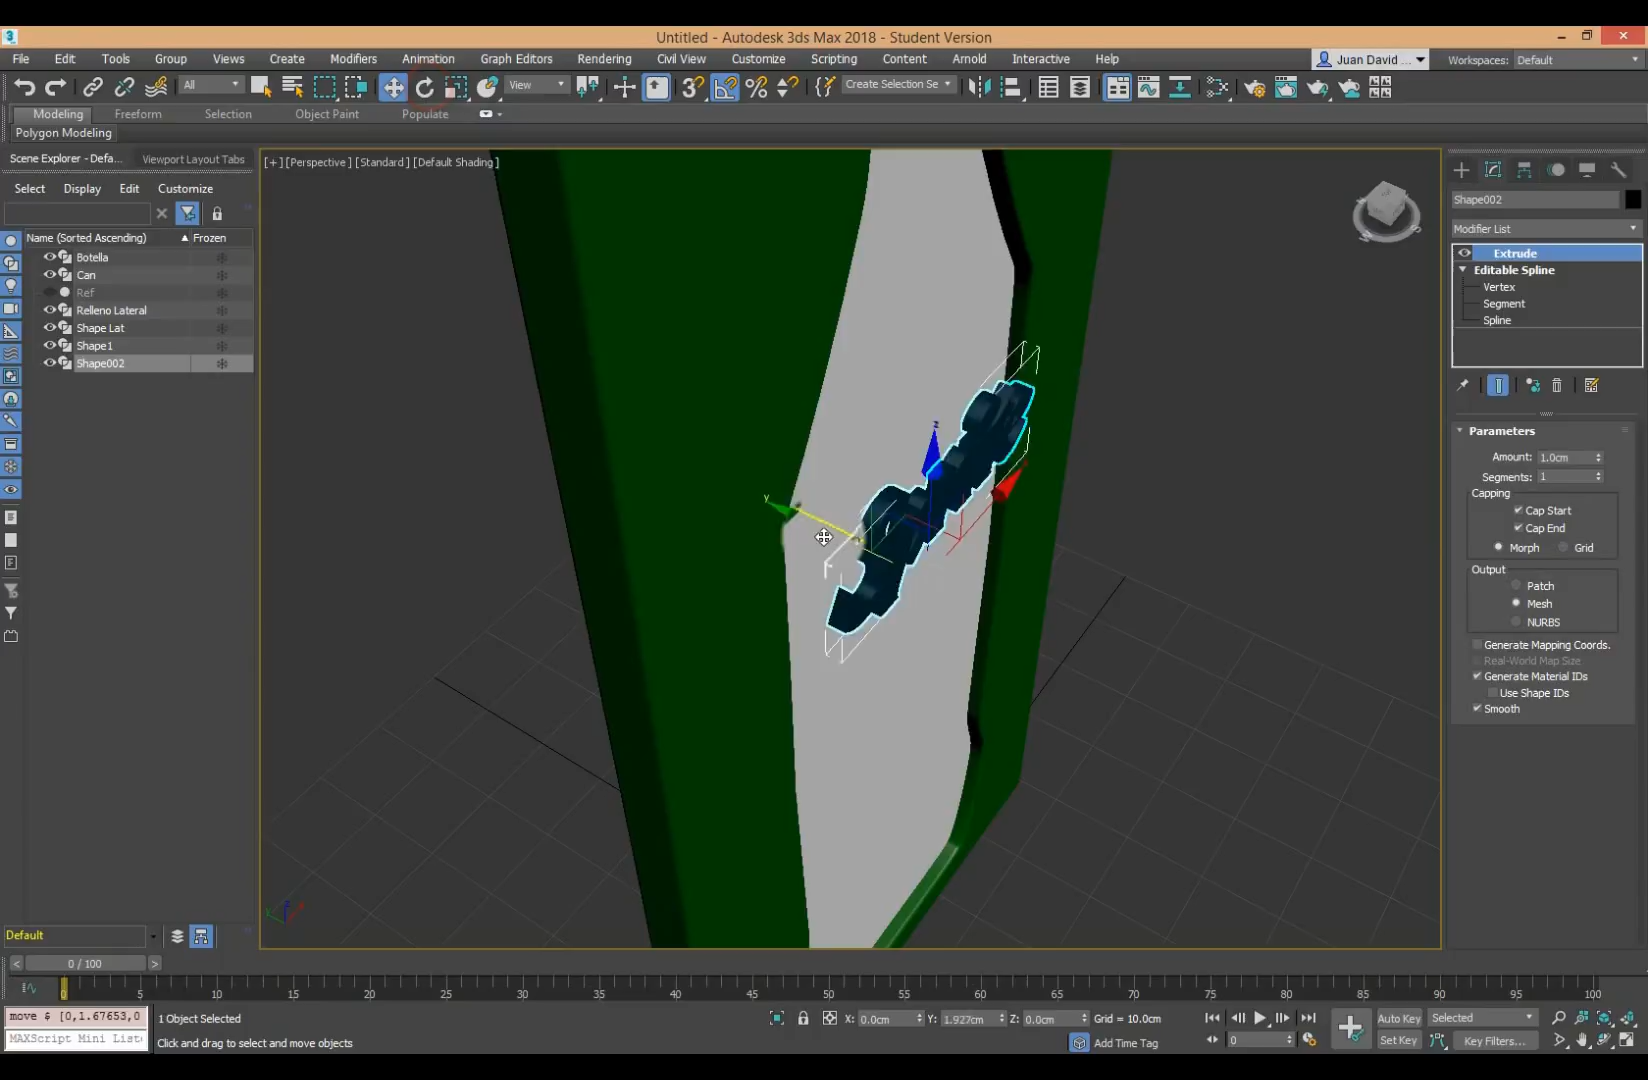 Untitled - Autodesk 3ds Max 2018 - Student Version
File Edit Tools Group Views Create Modifiers Animation Graph Editors Rendering Civil View Customize Scripting Content Arnold Interactive Help Juan David ... Workspaces: Default
All View Create Selection Se
Modeling Freeform Selection Object Paint Populate
Polygon Modeling
Scene Explorer - Defa... Viewport Layout Tabs
[+] [Perspective] [Standard] [Default Shading]
Select Display Edit Customize
Shape002
Name (Sorted Ascending) Frozen
Modifier List
Botella
Can
Ref
Relleno Lateral
Shape Lat
Shape1
Shape002
Extrude
Editable Spline
Vertex
Segment
Spline
Parameters
Amount: 1.0cm
Segments: 1
Capping
Cap Start
Cap End
Morph Grid
Output
Patch
Mesh
NURBS
Generate Mapping Coords.
Real-World Map Size
Generate Material IDs
Use Shape IDs
Smooth
z
y
Default
0 / 100
0 5 10 15 20 25 30 35 40 45 50 55 60 65 70 75 80 85 90 95 100
move $ [0,1.67653,0
1 Object Selected
X: 0.0cm Y: 1.927cm Z: 0.0cm Grid = 10.0cm
Auto Key Selected
MAXScript Mini List
Click and drag to select and move objects
Add Time Tag
0
Set Key Key Filters...